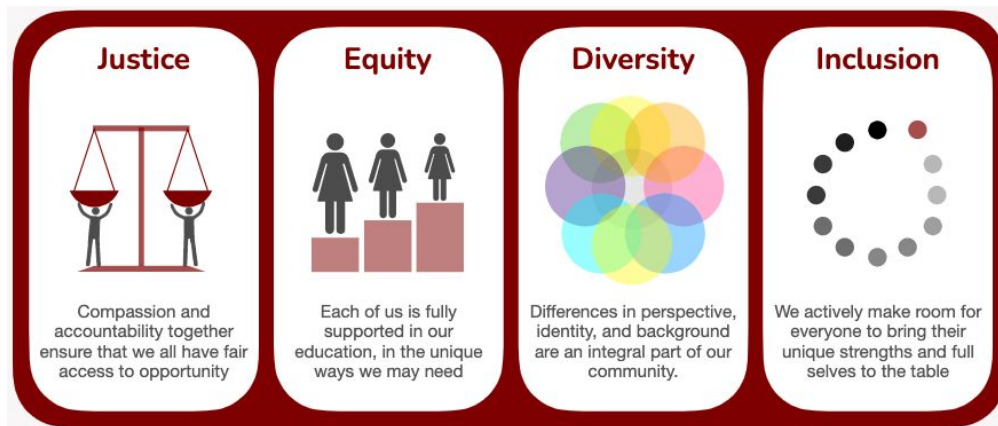 Justice
Compassion and
accountability together
ensure that we all have fair
access to opportunity
Equity
Each of us is fully
supported in our
education, in the unique
ways we may need
Diversity
Differences in perspective,
identity, and background
are an integral part of our
community.
Inclusion
We actively make room for
everyone to bring their
unique strengths and full
selves to the table